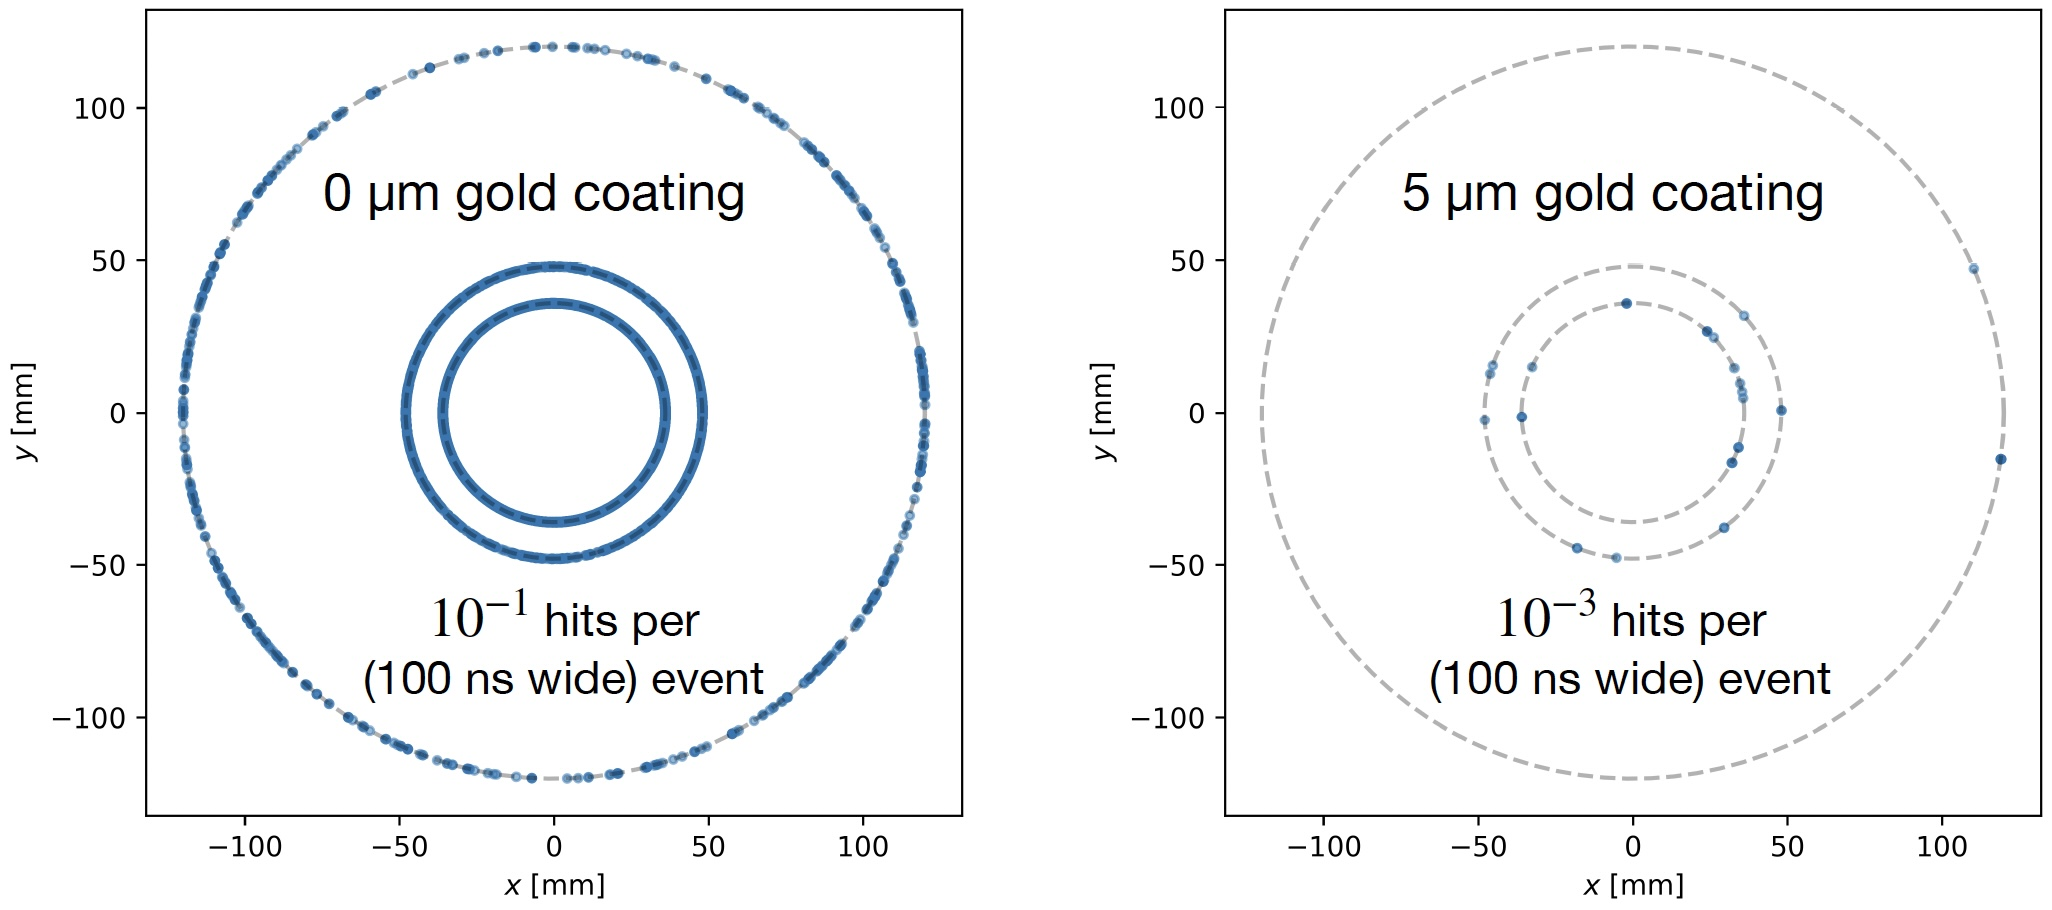 0 µm gold coating
10⁻¹ hits per
(100 ns wide) event
100
50
0
−50
−100
y [mm]
−100 −50 0 50 100
x [mm]
5 µm gold coating
10⁻³ hits per
(100 ns wide) event
100
50
0
−50
−100
y [mm]
−100 −50 0 50 100
x [mm]